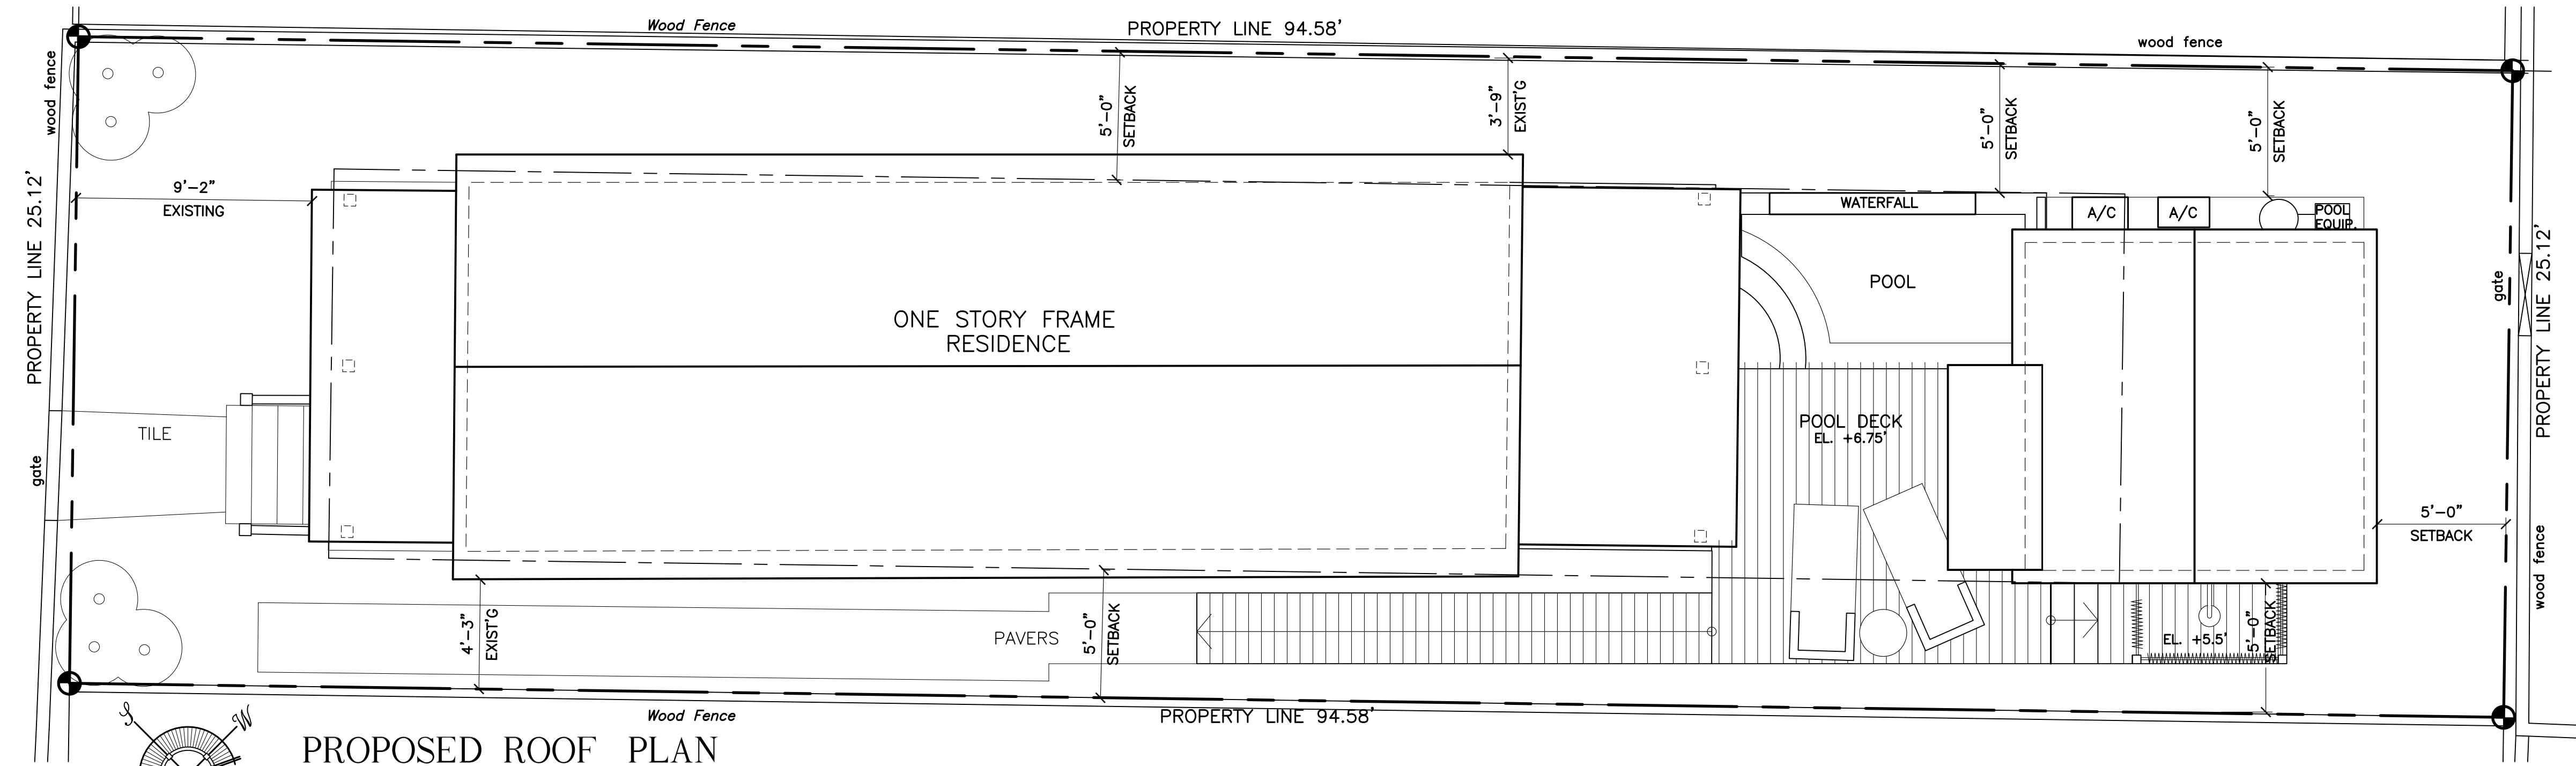 Wood Fence
PROPERTY LINE 94.58'
wood fence
wood fence
5'-0"
SETBACK
3'-9"
EXIST'G
5'-0"
SETBACK
5'-0"
SETBACK
PROPERTY LINE 25.12'
9'-2"
EXISTING
WATERFALL
A/C
A/C
POOL
EQUIP.
POOL
gate
PROPERTY LINE 25.12'
ONE STORY FRAME
RESIDENCE
TILE
gate
POOL DECK
EL. +6.75'
5'-0"
SETBACK
wood fence
4'-3"
EXIST'G
PAVERS
5'-0"
SETBACK
EL. +5.5'
5'-0"
SETBACK
Wood Fence
PROPERTY LINE 94.58'
S
W
PROPOSED ROOF PLAN